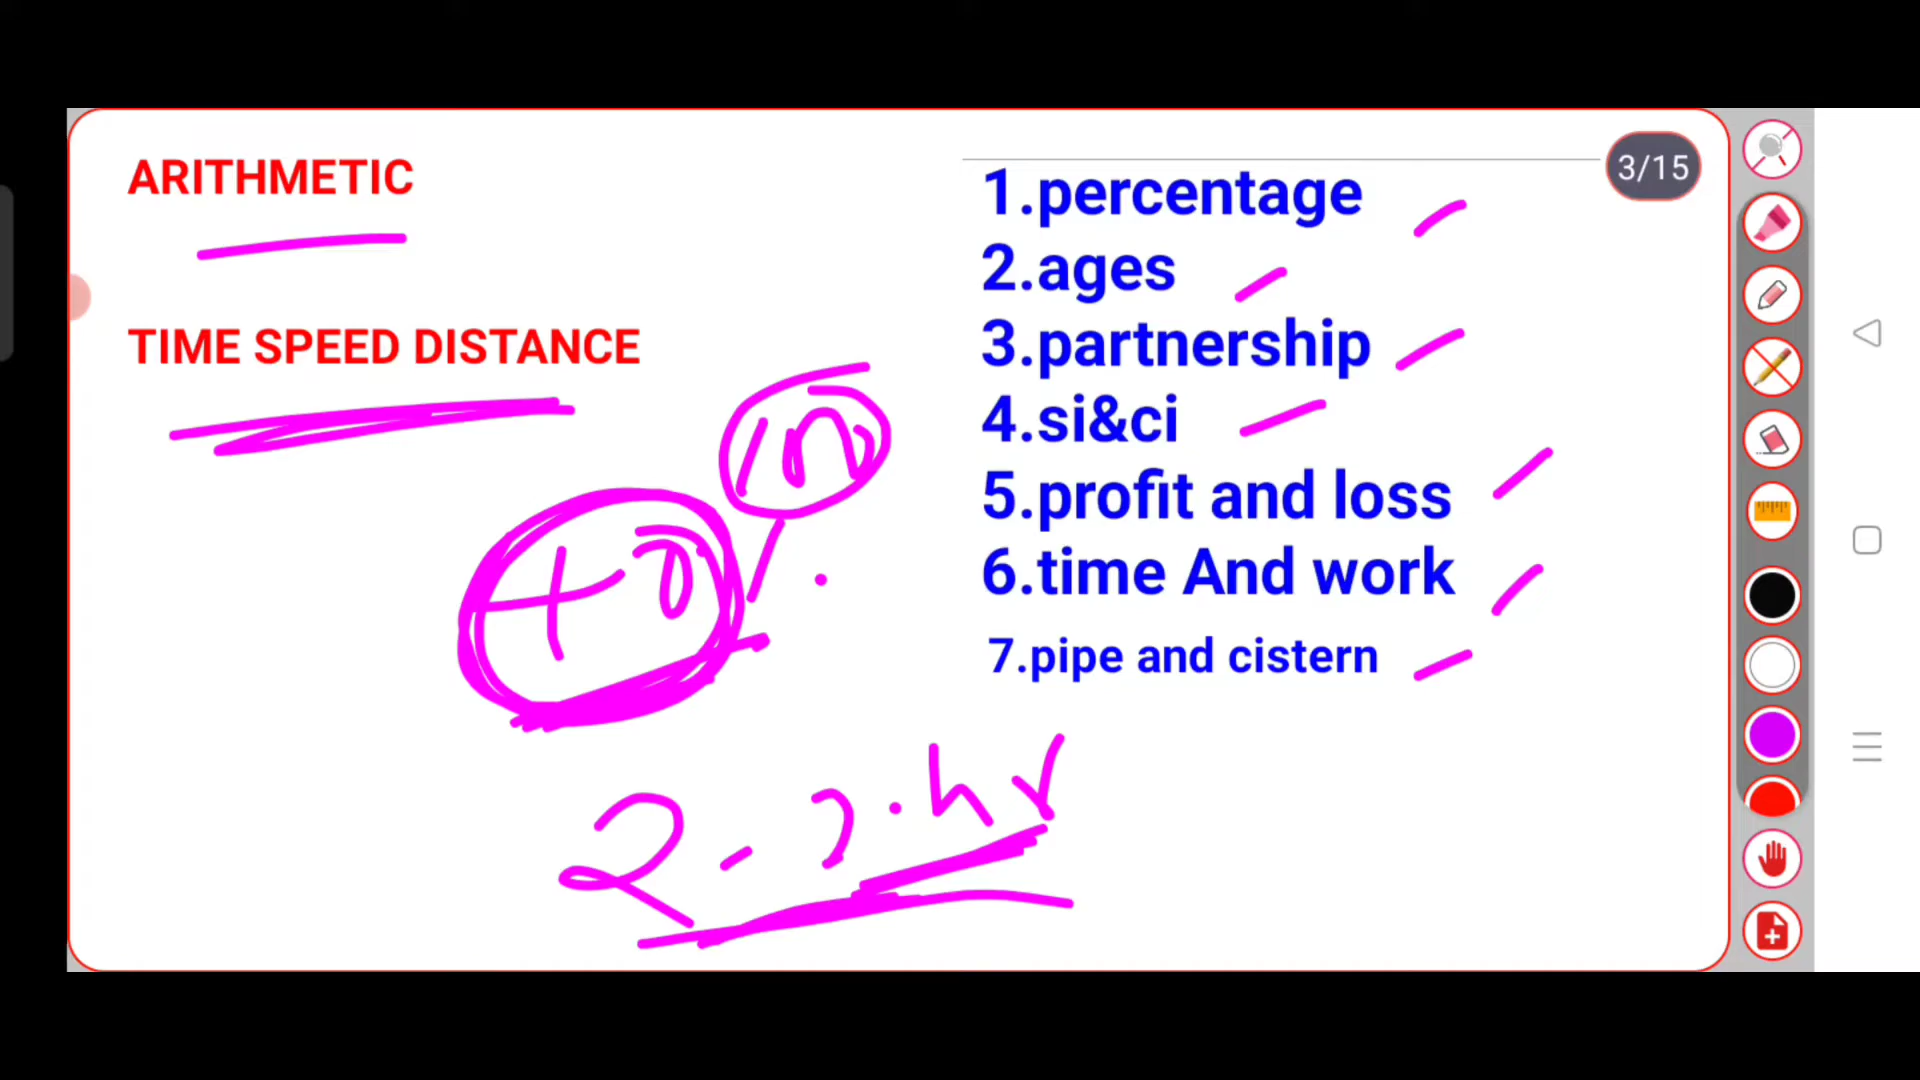 ARITHMETIC
TIME SPEED DISTANCE
3/15
1.percentage
2.ages
3.partnership
4.si&ci
5.profit and loss
6.time And work
7.pipe and cistern
hr